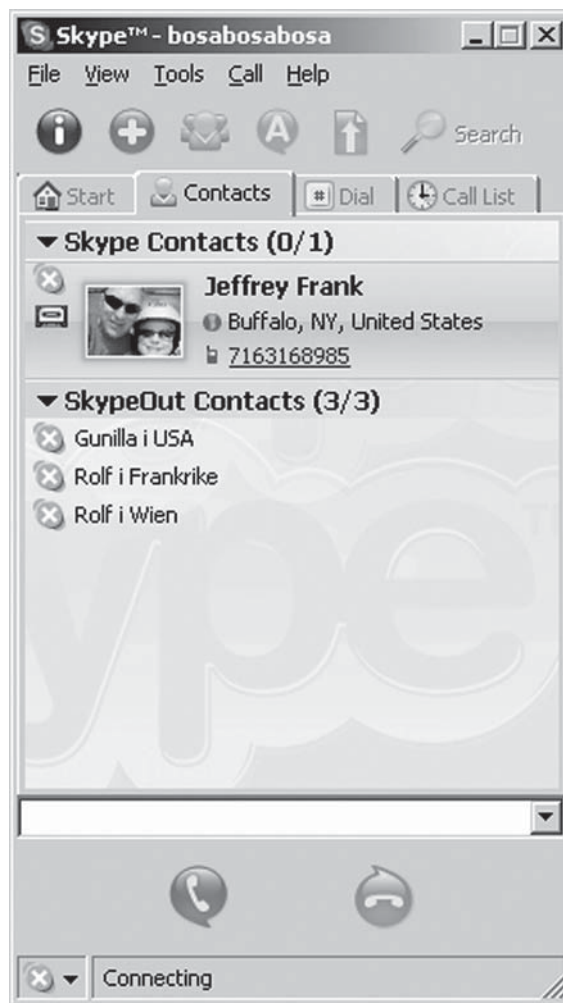 Skype™ - bosabosabosa
File View Tools Call Help
Search
Start Contacts Dial Call List
Skype Contacts (0/1)
Jeffrey Frank
Buffalo, NY, United States
7163168985
SkypeOut Contacts (3/3)
Gunilla i USA
Rolf i Frankrike
Rolf i Wien
ype
Connecting